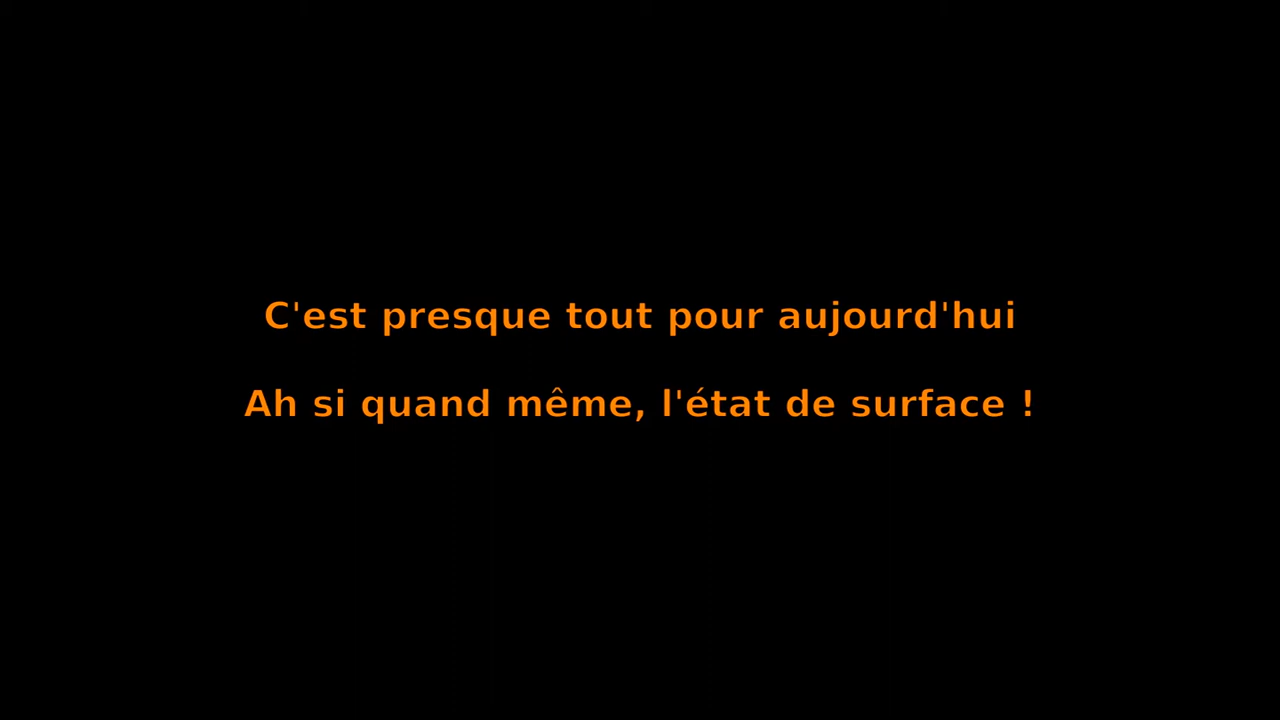 C'est presque tout pour aujourd'hui
Ah si quand même, l'état de surface !